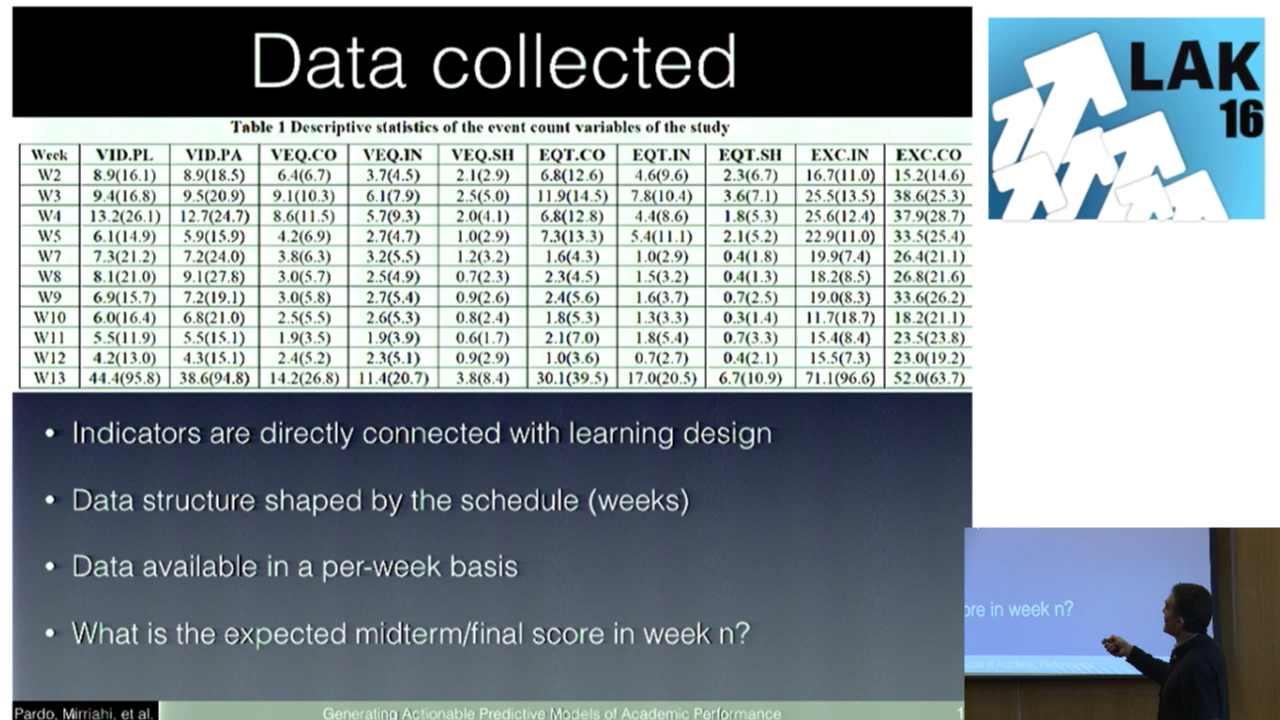 Data collected
Table 1 Descriptive statistics of the event count variables of the study
Week VID.PL VID.PA VEQ.CO VEQ.IN VEQ.SH EQT.CO EQT.IN EQT.SH EXC.IN EXC.CO
W2 8.9(16.1) 8.9(18.5) 6.4(6.7) 3.7(4.5) 2.1(2.9) 6.8(12.6) 4.6(9.6) 2.3(6.7) 16.7(11.0) 15.2(14.6)
W3 9.4(16.8) 9.5(20.9) 9.1(10.3) 6.1(7.9) 2.5(5.0) 11.9(14.5) 7.8(10.4) 3.6(7.1) 25.5(13.5) 38.6(25.3)
W4 13.2(26.1) 12.7(24.7) 8.6(11.5) 5.7(9.3) 2.0(4.1) 6.8(12.8) 4.4(8.6) 1.8(5.3) 25.6(12.4) 37.9(28.7)
W5 6.1(14.9) 5.9(15.9) 4.2(6.9) 2.7(4.7) 1.0(2.9) 7.3(13.3) 5.4(11.1) 2.1(5.2) 22.9(11.0) 33.5(25.4)
W7 7.3(21.2) 7.2(24.0) 3.8(6.3) 3.2(5.5) 1.2(3.2) 1.6(4.3) 1.0(2.9) 0.4(1.8) 19.9(7.4) 26.4(21.1)
W8 8.1(21.0) 9.1(27.8) 3.0(5.7) 2.5(4.9) 0.7(2.3) 2.3(4.5) 1.5(3.2) 0.4(1.3) 18.2(8.5) 26.8(21.6)
W9 6.9(15.7) 7.2(19.1) 3.0(5.8) 2.7(5.4) 0.9(2.6) 2.4(5.6) 1.6(3.7) 0.7(2.5) 19.0(8.3) 33.6(26.2)
W10 6.0(16.4) 6.8(21.0) 2.5(5.5) 2.6(5.3) 0.8(2.4) 1.8(5.3) 1.3(3.3) 0.3(1.4) 11.7(18.7) 18.2(21.1)
W11 5.5(11.9) 5.5(15.1) 1.9(3.5) 1.9(3.9) 0.6(1.7) 2.1(7.0) 1.8(5.4) 0.7(3.3) 15.4(8.4) 23.5(23.8)
W12 4.2(13.0) 4.3(15.1) 2.4(5.2) 2.3(5.1) 0.9(2.9) 1.0(3.6) 0.7(2.7) 0.4(2.1) 15.5(7.3) 23.0(19.2)
W13 44.4(95.8) 38.6(94.8) 14.2(26.8) 11.4(20.7) 3.8(8.4) 30.1(39.5) 17.0(20.5) 6.7(10.9) 71.1(96.6) 52.0(63.7)
• Indicators are directly connected with learning design
• Data structure shaped by the schedule (weeks)
• Data available in a per-week basis
• What is the expected midterm/final score in week n?
Pardo, Mirriahi, et al. Generating Actionable Predictive Models of Academic Performance 1
LAK
16
ore in week n?
dels of Academic Performance